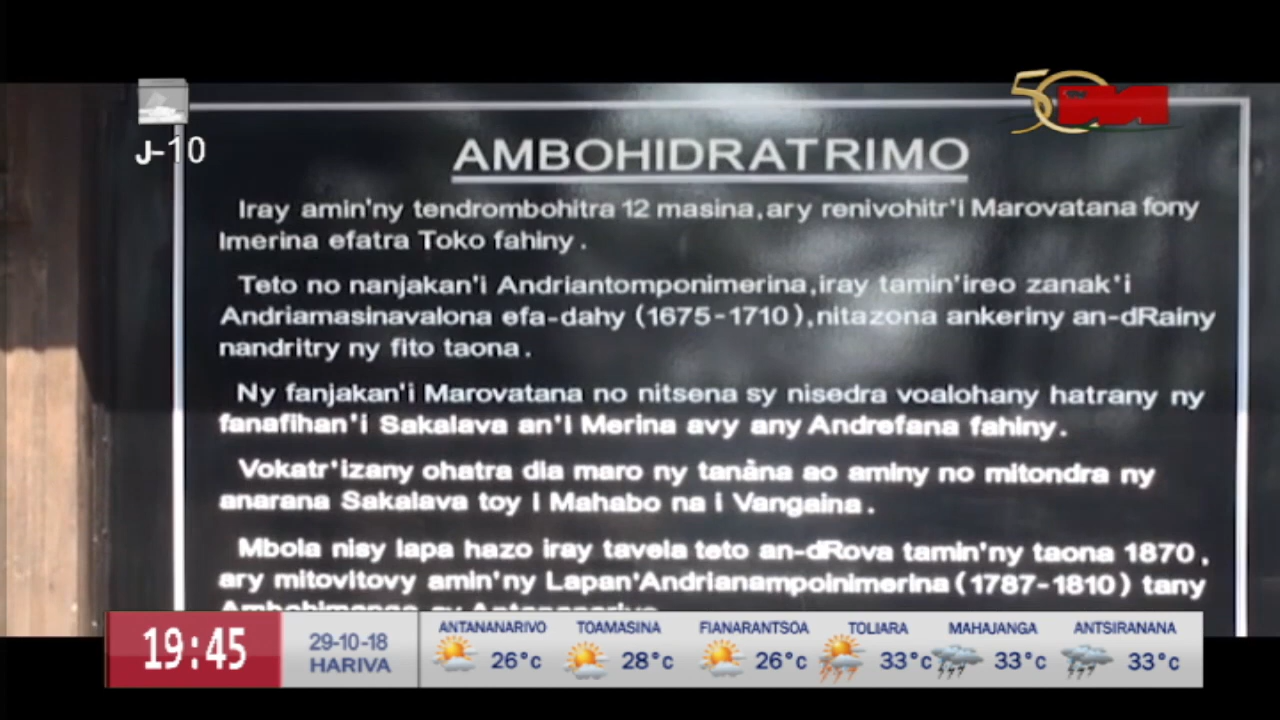 J-10
50
AMBOHIDRATRIMO
Iray amin'ny tendrombohitra 12 masina,ary renivohitr'i Marovatana fony
Imerina efatra Toko fahiny.
Teto no nanjakan'i Andriantomponimerina,iray tamin'ireo zanak'i
Andriamasinavalona efa-dahy (1675-1710),nitazona ankeriny an-dRainy
nandritry ny fito taona.
Ny fanjakan'i Marovatana no nitsena sy nisedra voalohany hatrany ny
fanafihan'i Sakalava an'i Merina avy any Andrefana fahiny.
Vokatr'izany ohatra dia maro ny tanàna ao aminy no mitondra ny
anarana Sakalava toy i Mahabo na i Vangaina.
Mbola nisy lapa hazo iray tavela teto an-dRova tamin'ny taona 1870,
ary mitovitovy amin'ny Lapan'Andrianampoinimerina (1787-1810) tany
19:45
29-10-18
HARIVA
ANTANANARIVO TOAMASINA FIANARANTSOA TOLIARA MAHAJANGA ANTSIRANANA
26°c 28°c 26°c 33°c 33°c 33°c